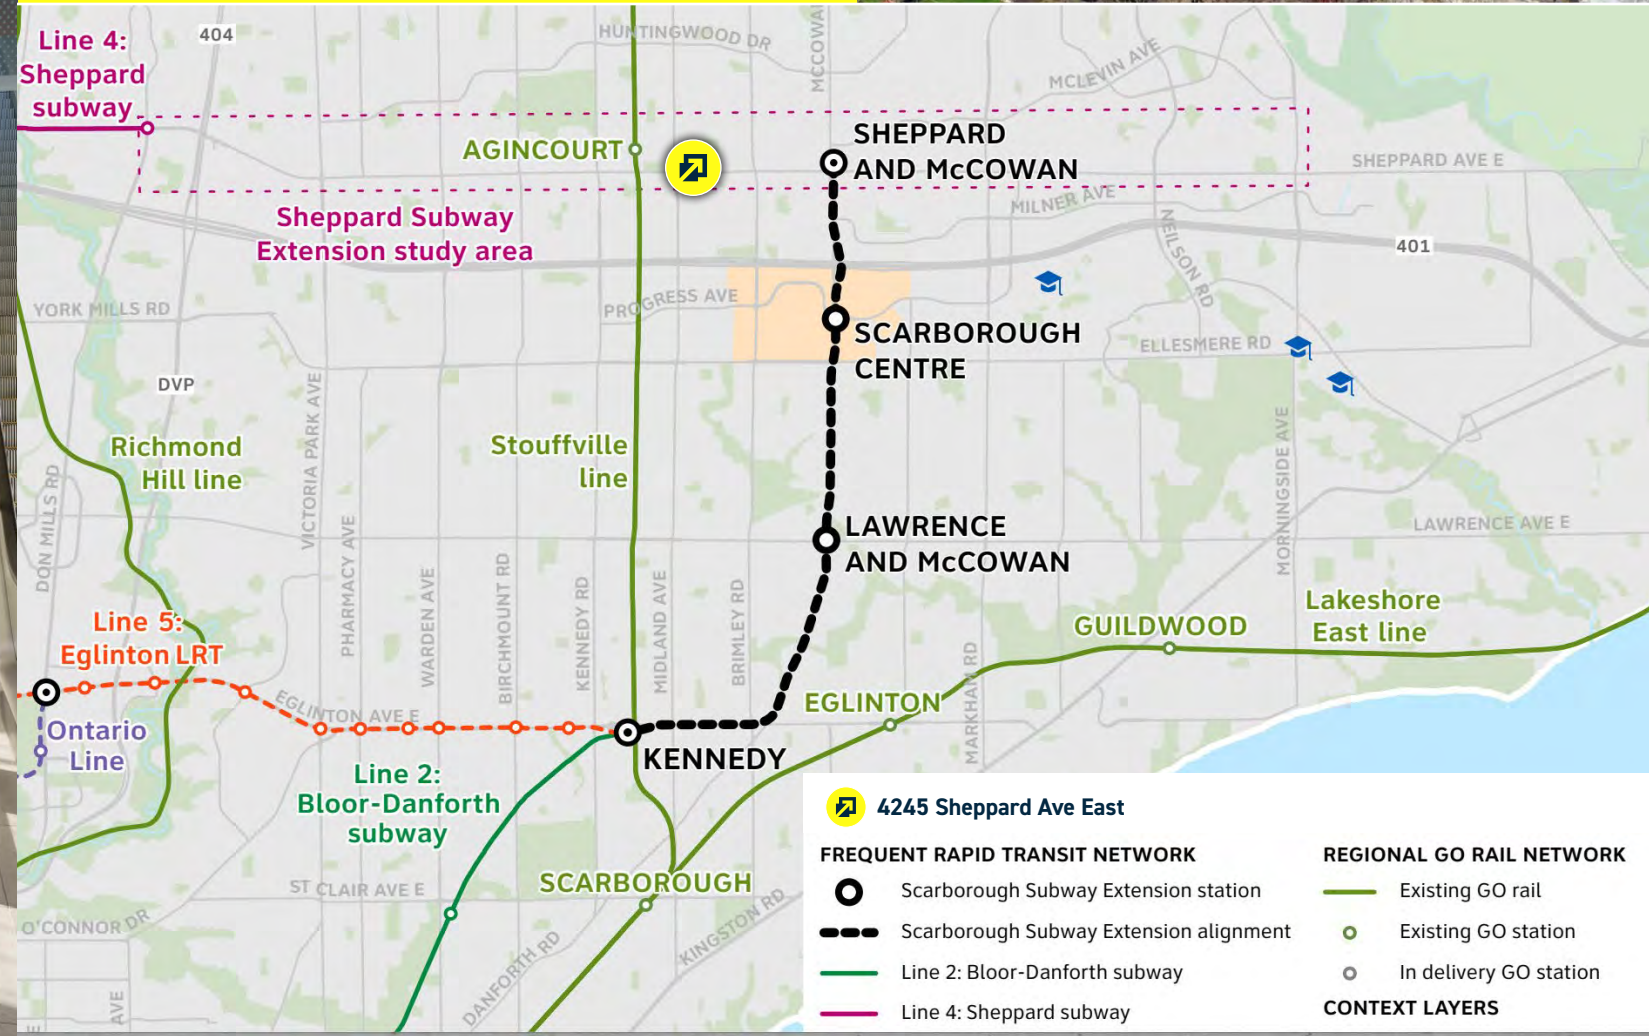 Line 4:
Sheppard
subway
404
HUNTINGWOOD DR
MCCOWAN
MCLEVIN AVE
AGINCOURT
SHEPPARD
AND McCOWAN
SHEPPARD AVE E
MILNER AVE
NEILSON RD
Sheppard Subway
Extension study area
401
YORK MILLS RD
PROGRESS AVE
SCARBOROUGH
CENTRE
ELLESMERE RD
DVP
VICTORIA PARK AVE
Richmond
Hill line
Stouffville
line
MORNINGSIDE AVE
DON MILLS RD
PHARMACY AVE
WARDEN AVE
BIRCHMOUNT RD
KENNEDY RD
MIDLAND AVE
BRIMLEY RD
LAWRENCE
AND McCOWAN
LAWRENCE AVE E
Line 5:
Eglinton LRT
GUILDWOOD
Lakeshore
East line
MARKHAM RD
EGLINTON AVE E
EGLINTON
Ontario
Line
KENNEDY
Line 2:
Bloor-Danforth
subway
ST CLAIR AVE E
SCARBOROUGH
O'CONNOR DR
DANFORTH RD
KINGSTON RD
AVE
4245 Sheppard Ave East
FREQUENT RAPID TRANSIT NETWORK
Scarborough Subway Extension station
Scarborough Subway Extension alignment
Line 2: Bloor-Danforth subway
Line 4: Sheppard subway
REGIONAL GO RAIL NETWORK
Existing GO rail
Existing GO station
In delivery GO station
CONTEXT LAYERS